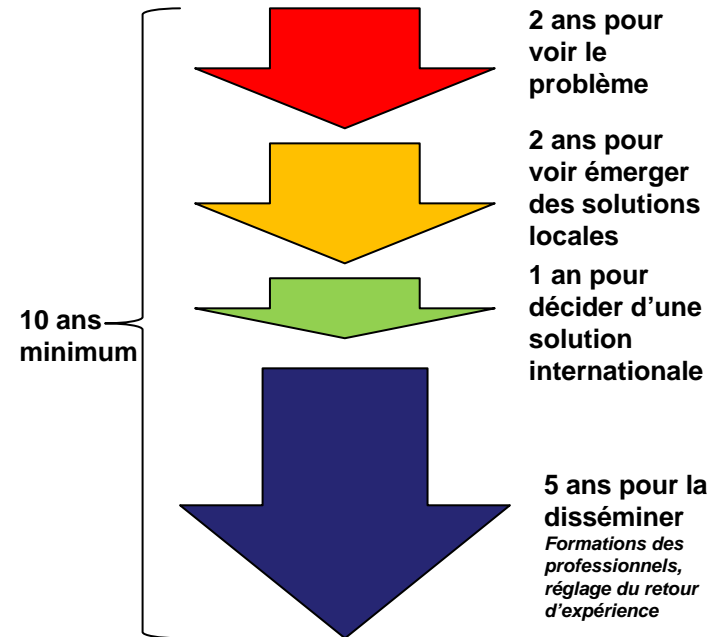 2 ans pour
voir le
problème
2 ans pour
voir émerger
des solutions
locales
1 an pour
décider d’une
solution
internationale
10 ans
minimum
5 ans pour la
disséminer
Formations des
professionnels,
réglage du retour
d’expérience